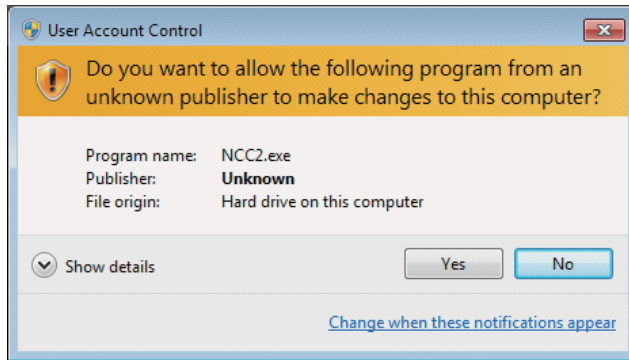 User Account Control
Do you want to allow the following program from an
unknown publisher to make changes to this computer?
Program name: NCC2.exe
Publisher: Unknown
File origin: Hard drive on this computer
Show details
Yes
No
Change when these notifications appear